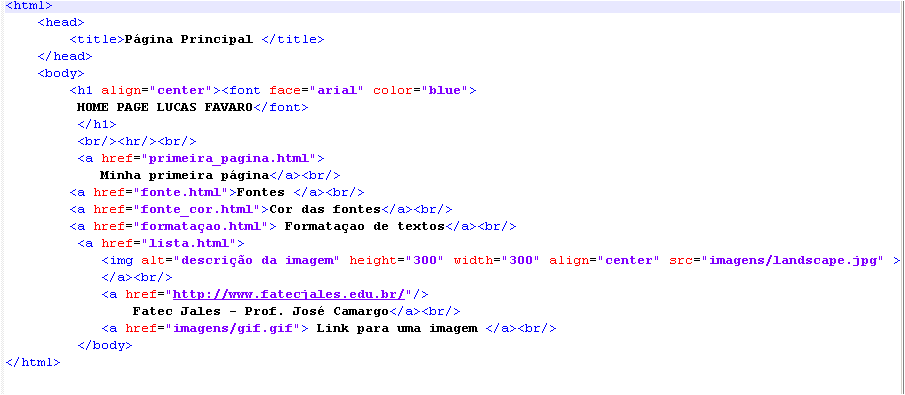 <html>
<head>
<title>Página Principal </title>
</head>
<body>
<h1 align="center"><font face="arial" color="blue">
HOME PAGE LUCAS FAVARO</font>
</h1>
<br/><hr/><br/>
<a href="primeira_pagina.html">
Minha primeira página</a><br/>
<a href="fonte.html">Fontes </a><br/>
<a href="fonte_cor.html">Cor das fontes</a><br/>
<a href="formataçao.html"> Formataçao de textos</a><br/>
<a href="lista.html">
<img alt="descrição da imagem" height="300" width="300" align="center" src="imagens/landscape.jpg" >
</a><br/>
<a href="http://www.fatecjales.edu.br/"/>
Fatec Jales - Prof. José Camargo</a><br/>
<a href="imagens/gif.gif"> Link para uma imagem </a><br/>
</body>
</html>